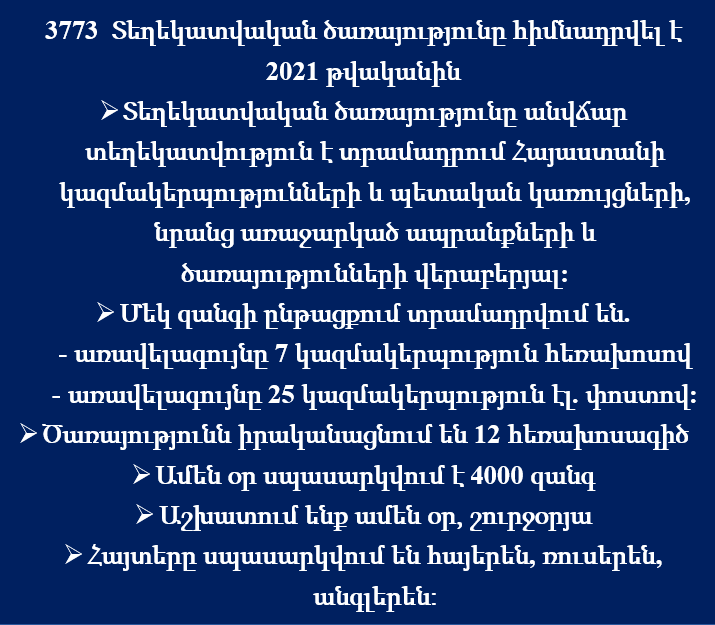 3773 Տեղեկատվական ծառայությունը հիմնադրվել է
2021 թվականին
➢Տեղեկատվական ծառայությունը անվճար
տեղեկատվություն է տրամադրում Հայաստանի
կազմակերպությունների և պետական կառույցների,
նրանց առաջարկած ապրանքների և
ծառայությունների վերաբերյալ:
➢Մեկ զանգի ընթացքում տրամադրվում են.
- առավելագույնը 7 կազմակերպություն հեռախոսով
- առավելագույնը 25 կազմակերպություն էլ. փոստով:
➢Ծառայությունն իրականացնում են 12 հեռախոսագիծ
➢Ամեն օր սպասարկվում է 4000 զանգ
➢Աշխատում ենք ամեն օր, շուրջօրյա
➢Հայտերը սպասարկվում են հայերեն, ռուսերեն,
անգլերեն: